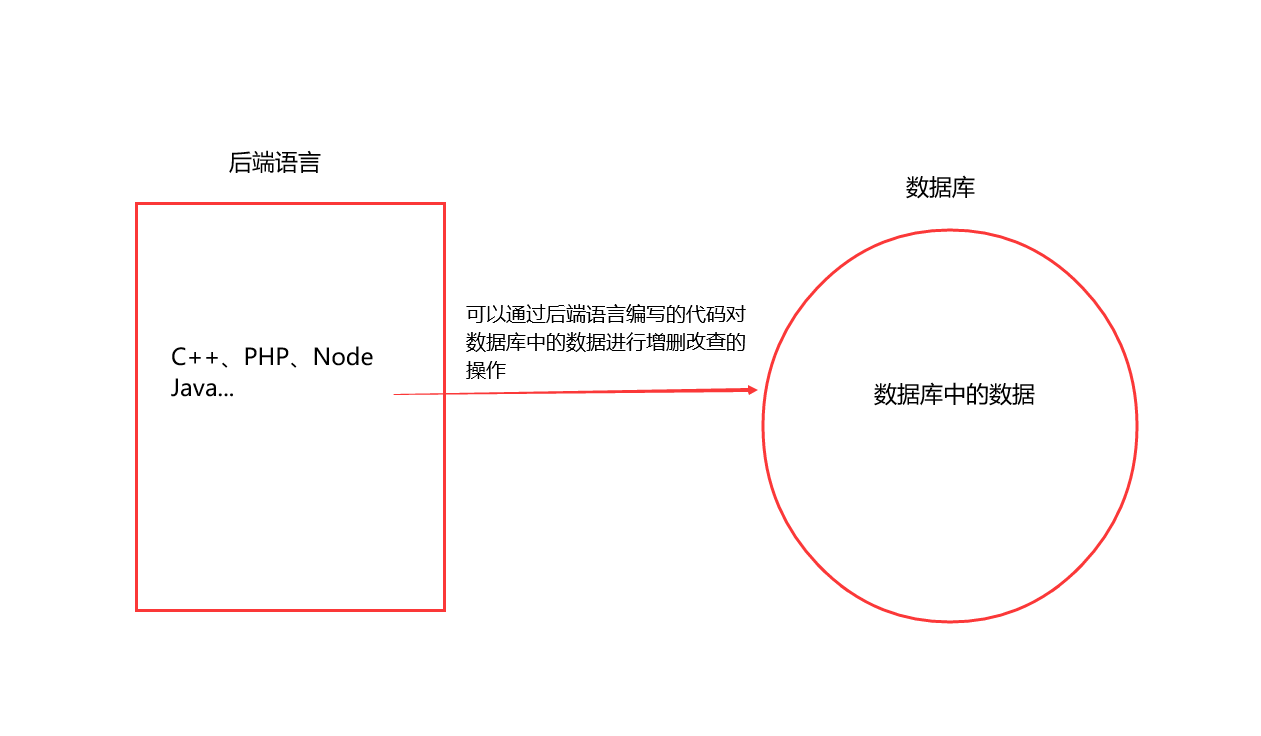 后端语言
数据库
可以通过后端语言编写的代码对
数据库中的数据进行增删改查的
操作
C++、PHP、Node
Java...
数据库中的数据